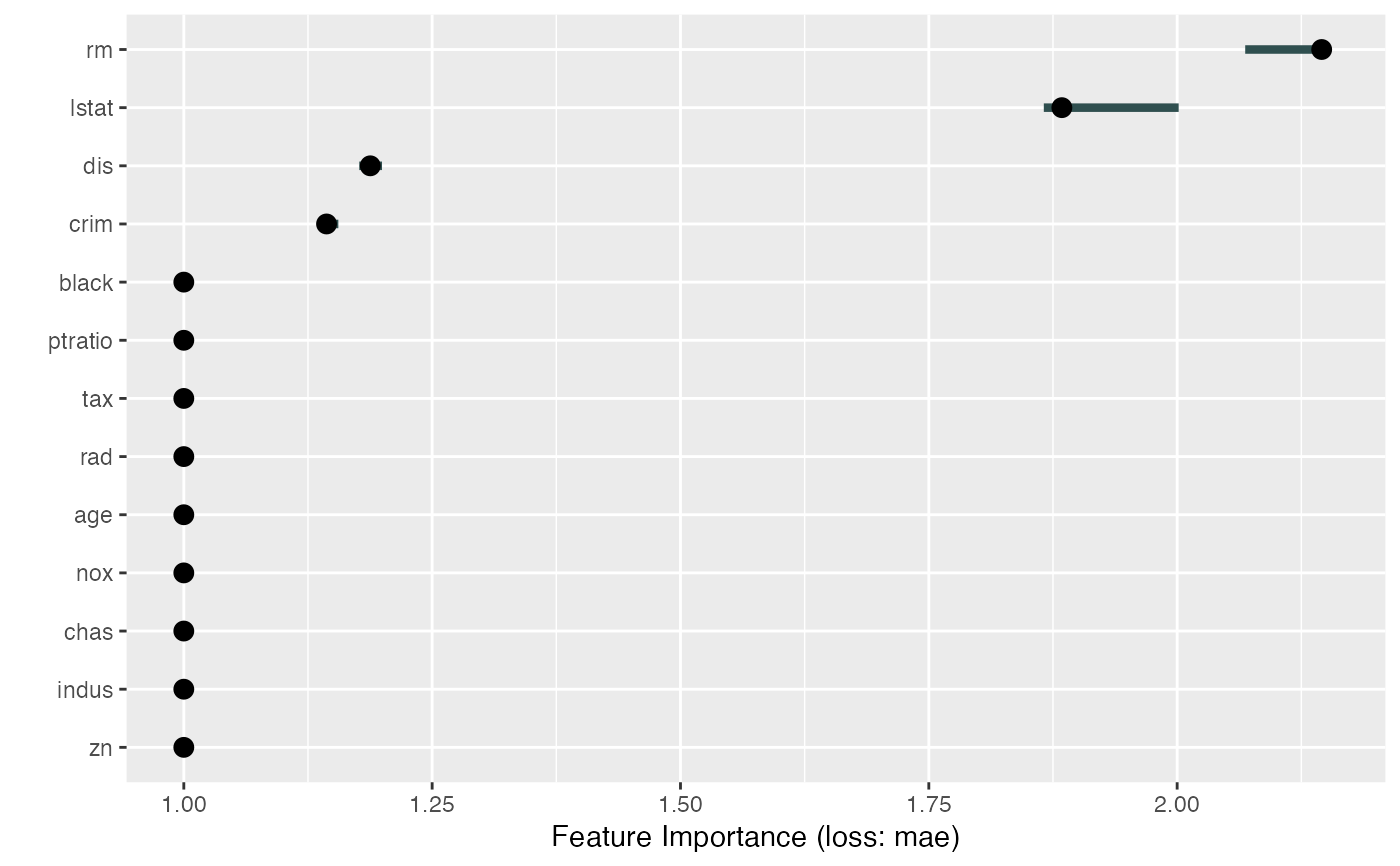 rm
lstat
dis
crim
black
ptratio
tax
rad
age
nox
chas
indus
zn
1.00 1.25 1.50 1.75 2.00
Feature Importance (loss: mae)